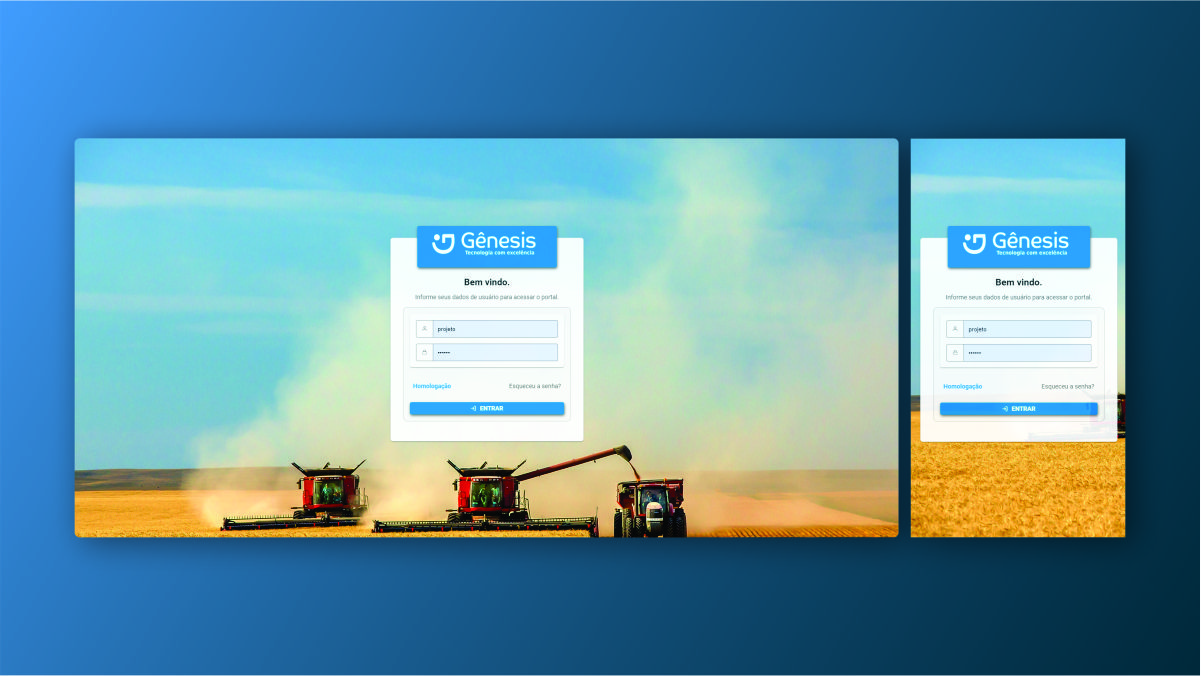 Gênesis
Tecnologia com excelência
Bem vindo.
Informe seus dados de usuário para acessar o portal.
projeto
••••••
Homologação
Esqueceu a senha?
ENTRAR
Gênesis
Tecnologia com excelência
Bem vindo.
Informe seus dados de usuário para acessar o portal.
projeto
••••••
Homologação
Esqueceu a senha?
ENTRAR